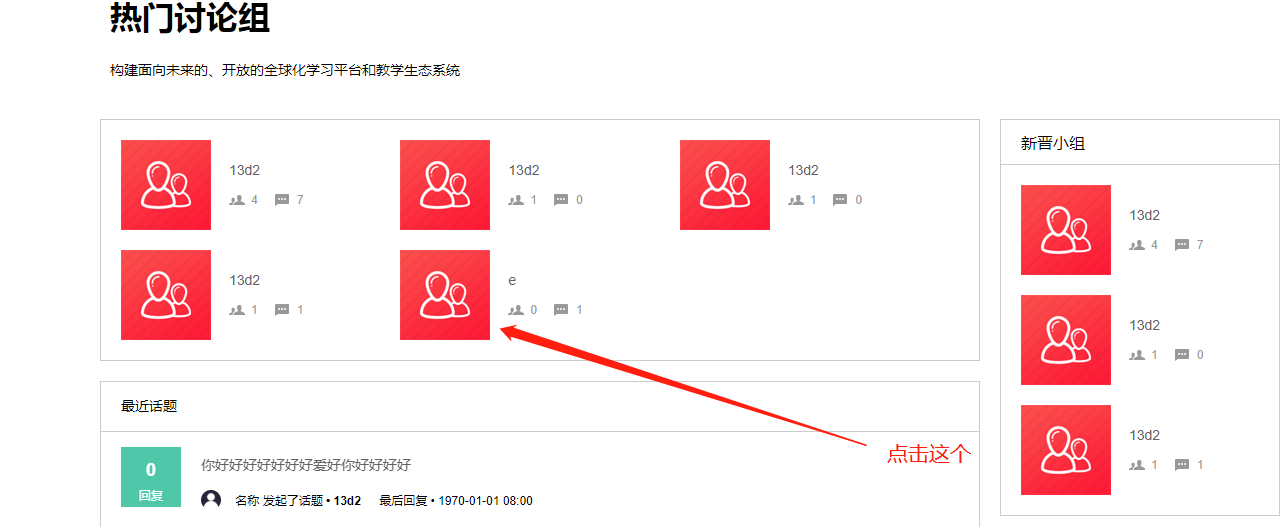 热门讨论组
构建面向未来的、开放的全球化学习平台和教学生态系统
13d2
4 7
13d2
1 0
13d2
1 0
13d2
1 1
e
0 1
新晋小组
13d2
4 7
13d2
1 0
13d2
1 1
点击这个
最近话题
0
回复
你好好好好好好好爱好你好好好好
名称 发起了话题 • 13d2 最后回复 • 1970-01-01 08:00